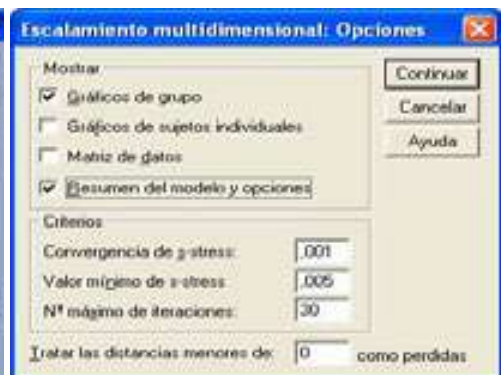 Escalamiento multidimensional: Opciones
Mostrar
Gráficos de grupo
Gráficos de sujetos individuales
Matriz de datos
Resumen del modelo y opciones
Continuar
Cancelar
Ayuda
Criterios
Convergencia de s-stress: ,001
Valor mínimo de s-stress ,005
Nº máximo de iteraciones: 30
Tratar las distancias menores de: 0 como perdidas